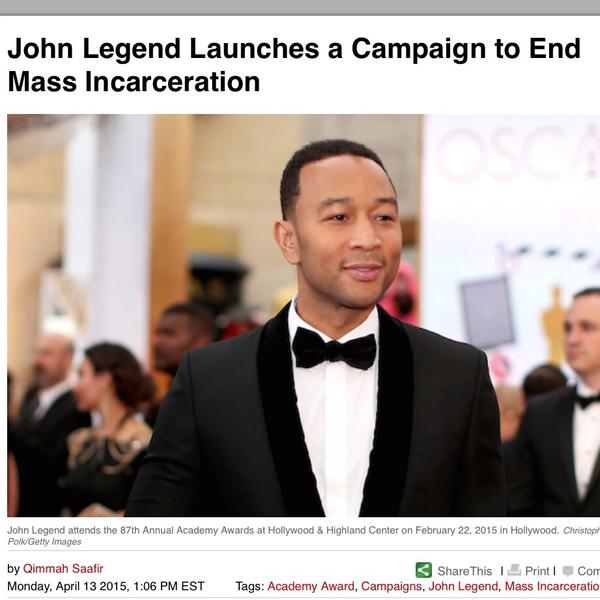 John Legend Launches a Campaign to End
Mass Incarceration
OSCA
John Legend attends the 87th Annual Academy Awards at Hollywood & Highland Center on February 22, 2015 in Hollywood. Christoph
Polk/Getty Images
by Qimmah Saafir
ShareThis | Print | Com
Monday, April 13 2015, 1:06 PM EST Tags: Academy Award, Campaigns, John Legend, Mass Incarceratio